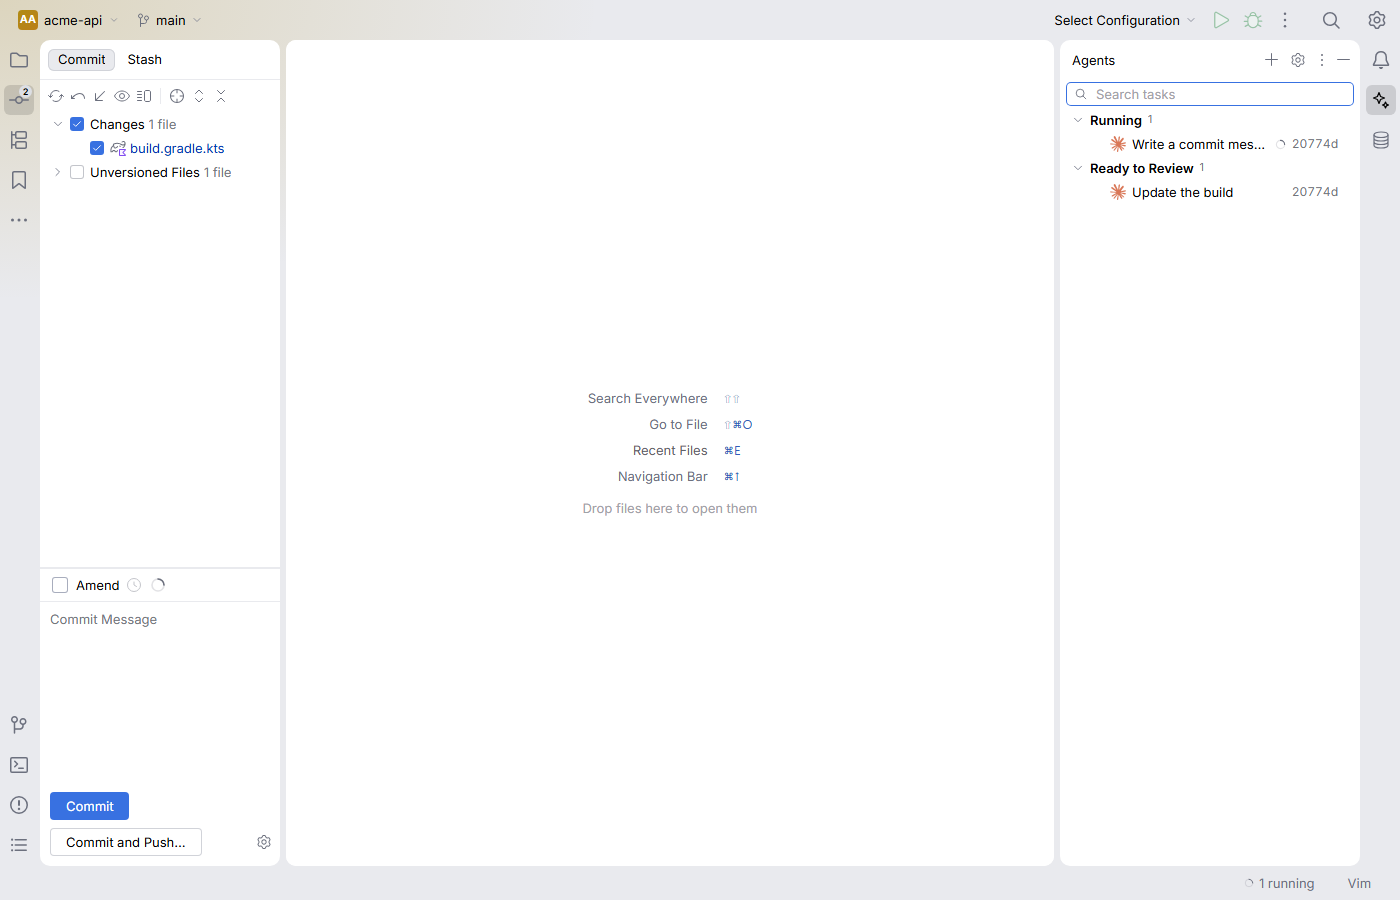 AA acme-api main Select Configuration
Commit Stash
2
Changes 1 file
build.gradle.kts
Unversioned Files 1 file
Search Everywhere ⇧⇧
Go to File ⇧⌘O
Recent Files ⌘E
Navigation Bar ⌘↑
Drop files here to open them
Amend
Commit Message
Commit
Commit and Push...
Agents
Search tasks
Running 1
Write a commit mes... 20774d
Ready to Review 1
Update the build 20774d
1 running Vim